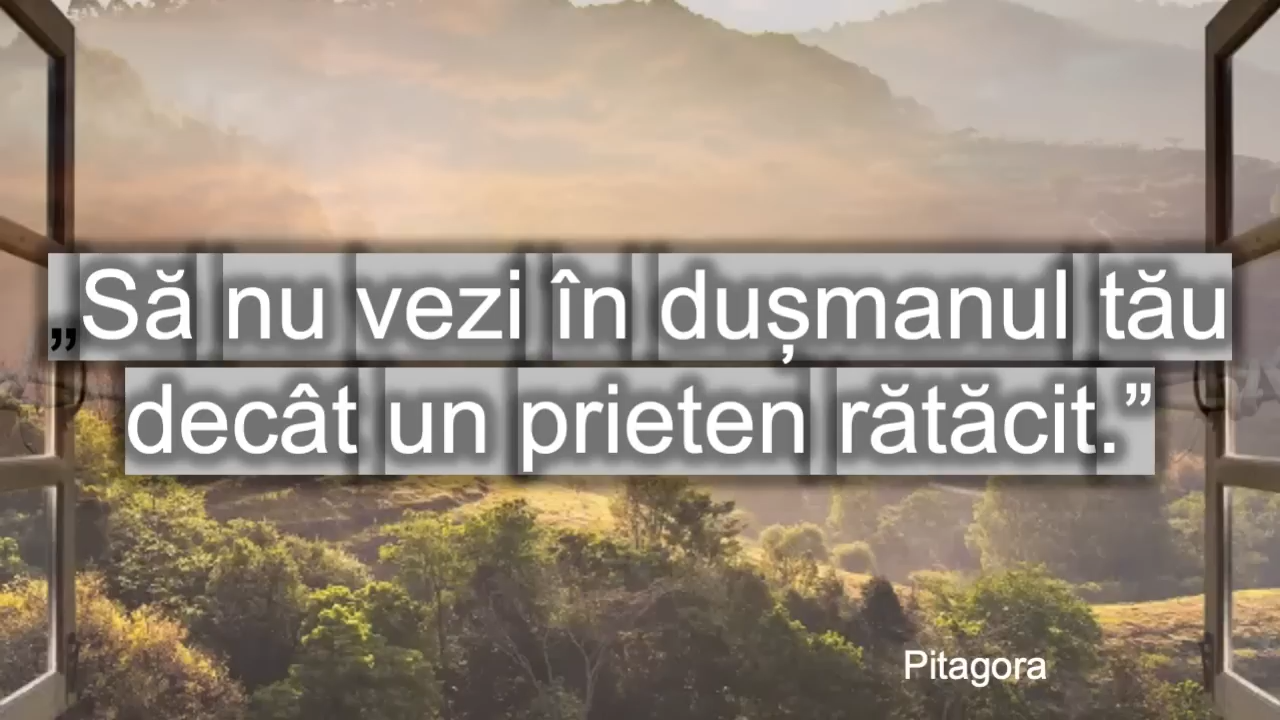 „Să nu vezi în dușmanul tău
decât un prieten rătăcit.”
Pitagora